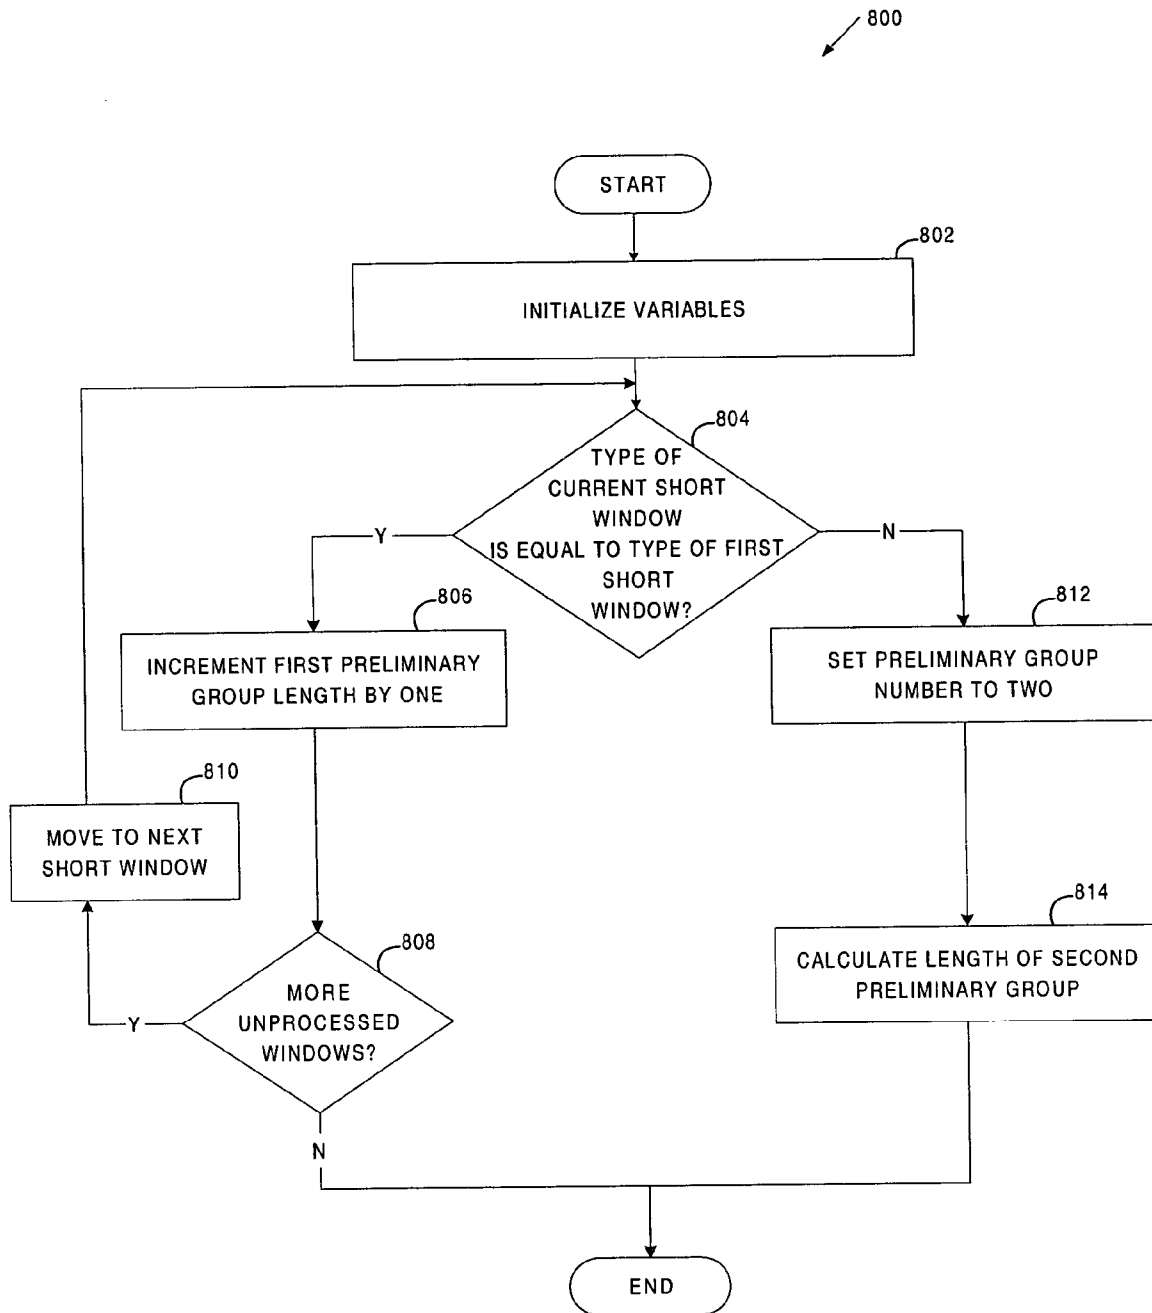 800
START
802
INITIALIZE VARIABLES
804
TYPE OF
CURRENT SHORT
WINDOW
IS EQUAL TO TYPE OF FIRST
SHORT
WINDOW?
Y
N
806
INCREMENT FIRST PRELIMINARY
GROUP LENGTH BY ONE
812
SET PRELIMINARY GROUP
NUMBER TO TWO
810
MOVE TO NEXT
SHORT WINDOW
808
MORE
UNPROCESSED
WINDOWS?
Y
N
814
CALCULATE LENGTH OF SECOND
PRELIMINARY GROUP
END